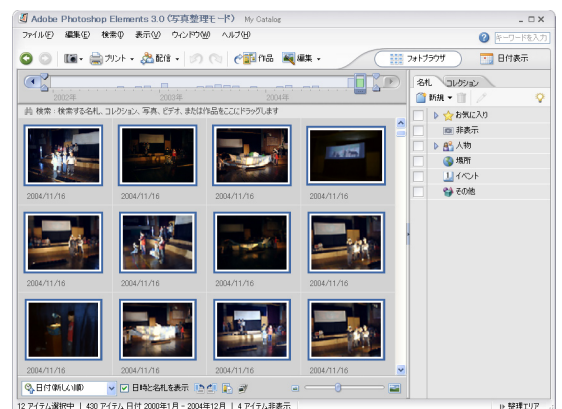 Adobe Photoshop Elements 3.0 (写真整理モード) My Catalog
ファイル(F) 編集(E) 検索(I) 表示(V) ウィンドウ(W) ヘルプ(H)
キーワードを入力
プリント 配信 作品 編集 フォトブラウザ 日付表示
2002年 2003年 2004年
検索 : 検索する名札、コレクション、写真、ビデオ、または作品をここにドラッグします
名札 コレクション
新規
お気に入り
非表示
人物
場所
イベント
その他
2004/11/16 2004/11/16 2004/11/16 2004/11/16
2004/11/16 2004/11/16 2004/11/16 2004/11/16
2004/11/16 2004/11/16 2004/11/16 2004/11/16
日付(新しい順) 日時と名札を表示
12 アイテム選択中 | 430 アイテム 日付 2000年1月 - 2004年12月 | 4 アイテム非表示 整理エリア